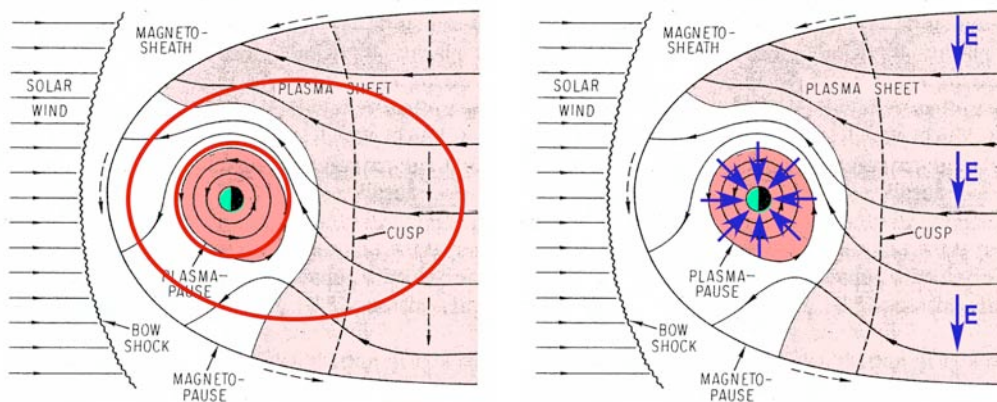 MAGNETO-
SHEATH
SOLAR
WIND
PLASMA SHEET
CUSP
PLASMA-
PAUSE
BOW
SHOCK
MAGNETO-
PAUSE
MAGNETO-
SHEATH
E
SOLAR
WIND
PLASMA SHEET
E
CUSP
PLASMA-
PAUSE
E
BOW
SHOCK
MAGNETO-
PAUSE